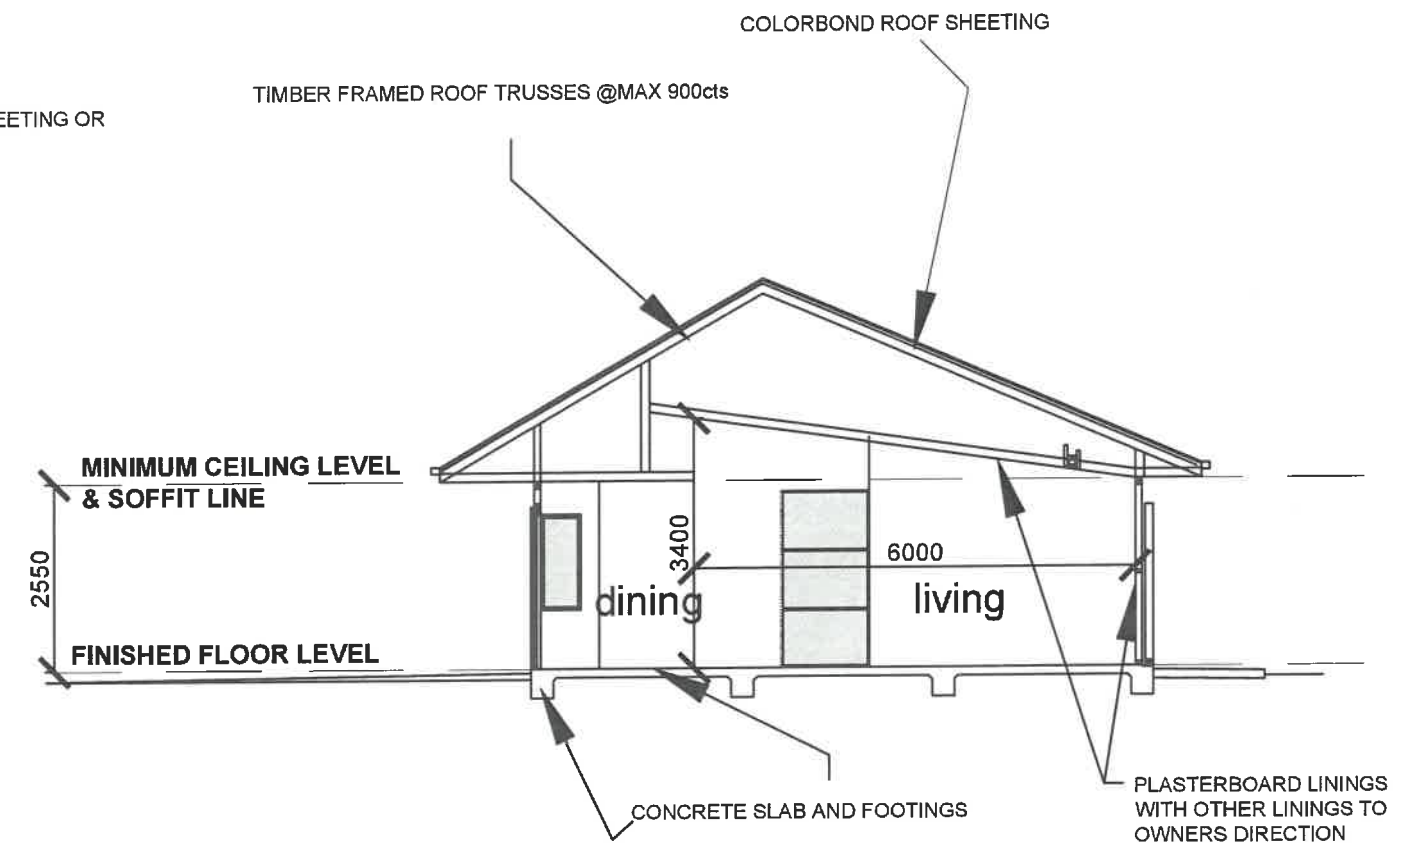 COLORBOND ROOF SHEETING
TIMBER FRAMED ROOF TRUSSES @MAX 900cts
EETING OR
MINIMUM CEILING LEVEL
& SOFFIT LINE
2550
3400
6000
dining
living
FINISHED FLOOR LEVEL
CONCRETE SLAB AND FOOTINGS
PLASTERBOARD LININGS
WITH OTHER LININGS TO
OWNERS DIRECTION